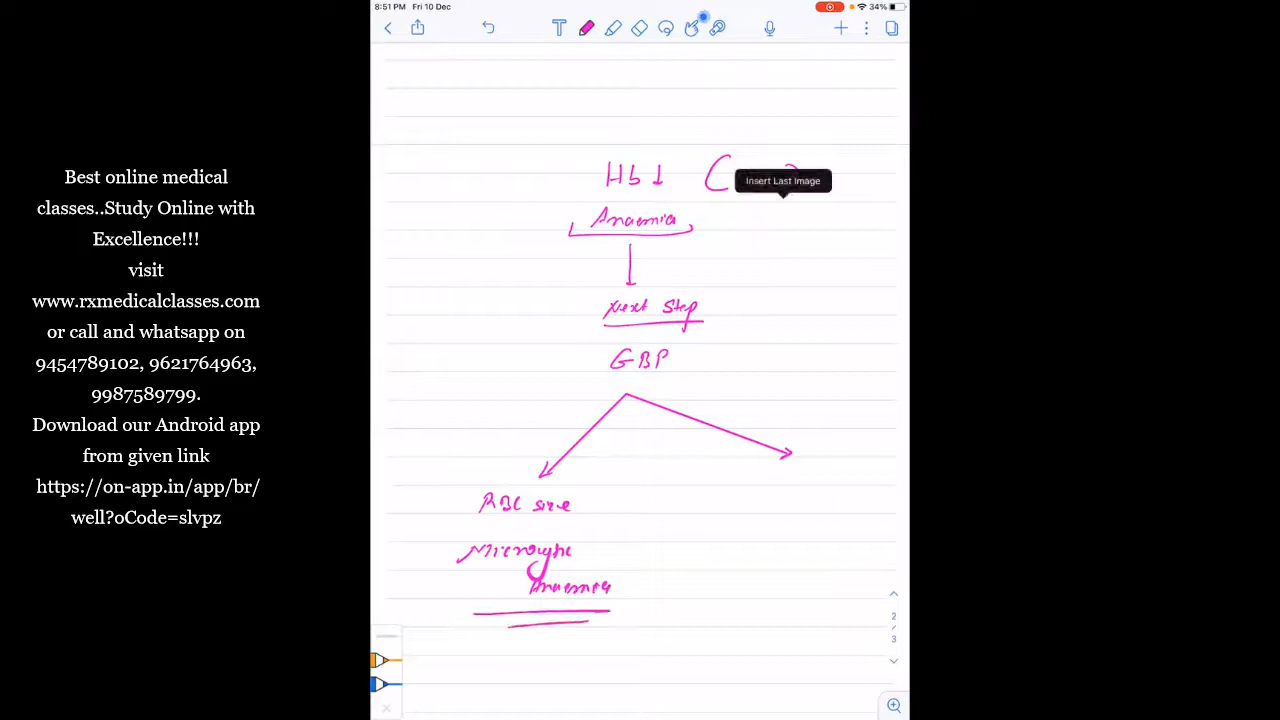 8:51 PM Fri 10 Dec
34%
T
Best online medical
classes..Study Online with
Excellence!!!
visit
www.rxmedicalclasses.com
or call and whatsapp on
9454789102, 9621764963,
9987589799.
Download our Android app
from given link
https://on-app.in/app/br/
well?oCode=slvpz
Hb↓ (
Insert Last Image
Anaemia
Next Step
GBP
RBC size
Microcytic
Anaemia
2
/
3